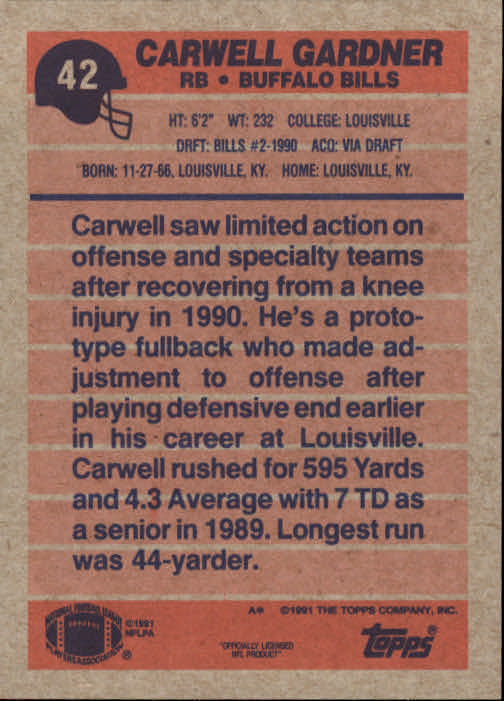 42
CARWELL GARDNER
RB • BUFFALO BILLS
HT: 6'2" WT: 232 COLLEGE: LOUISVILLE
DRFT: BILLS #2-1990 ACQ: VIA DRAFT
BORN: 11-27-66, LOUISVILLE, KY. HOME: LOUISVILLE, KY.
Carwell saw limited action on
offense and specialty teams
after recovering from a knee
injury in 1990. He's a proto-
type fullback who made ad-
justment to offense after
playing defensive end earlier
in his career at Louisville.
Carwell rushed for 595 Yards
and 4.3 Average with 7 TD as
a senior in 1989. Longest run
was 44-yarder.
A* ©1991 THE TOPPS COMPANY, INC.
NATIONAL FOOTBALL LEAGUE
PLAYERS ASSOCIATION
®
©1991
NFLPA
"OFFICIALLY LICENSED
NFL PRODUCT"
topps®